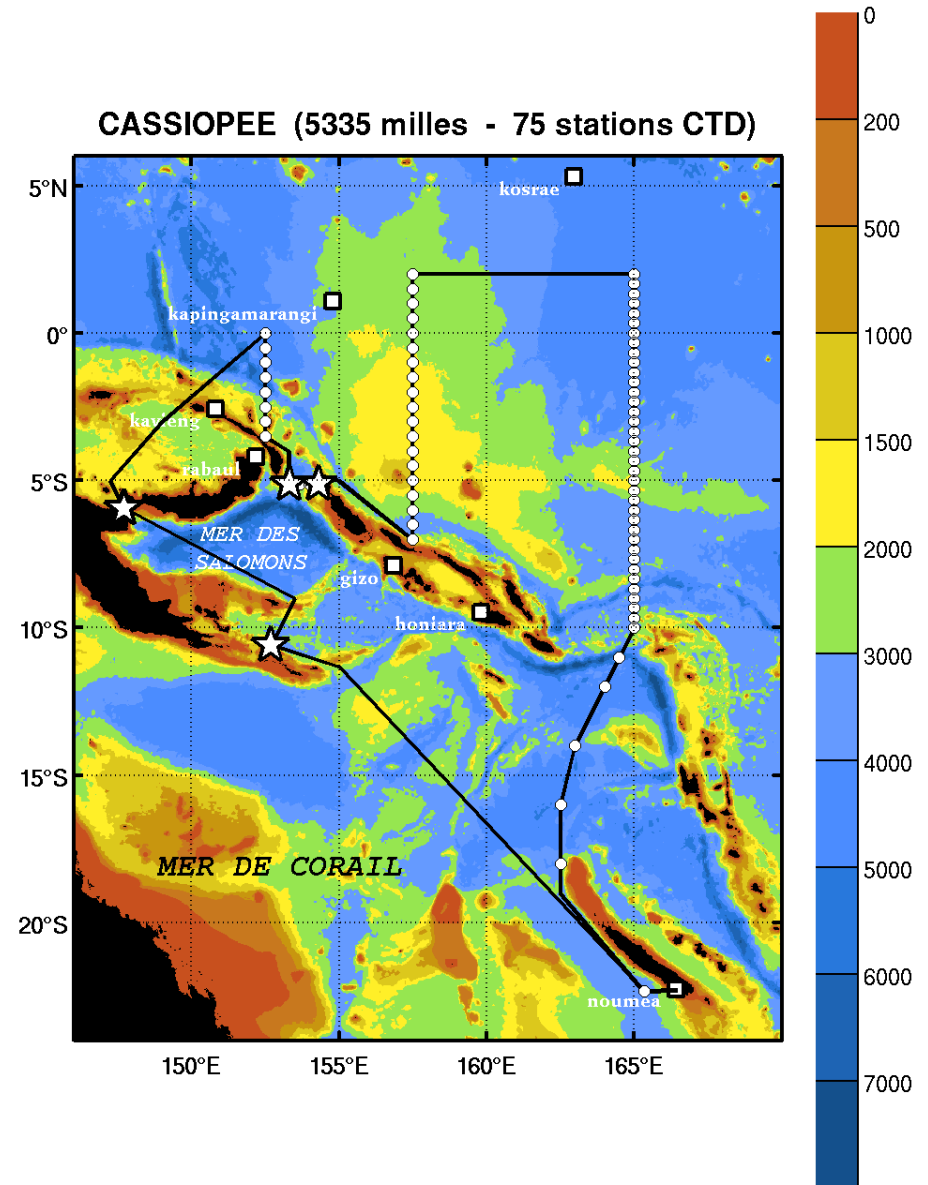 CASSIOPEE (5335 milles - 75 stations CTD)
0
200
500
1000
1500
2000
3000
4000
5000
6000
7000
5°N
0°
5°S
10°S
15°S
20°S
150°E
155°E
160°E
165°E
kosrae
kapingamarangi
kavieng
rabaul
MER DES
SALOMONS
gizo
honiara
MER DE CORAIL
noumea